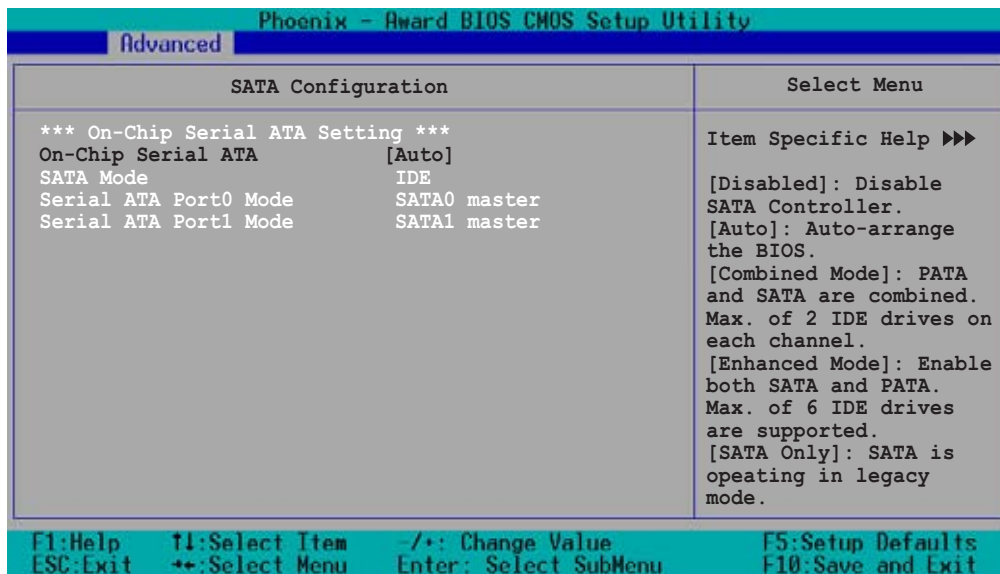 Phoenix - Award BIOS CMOS Setup Utility
Advanced
SATA Configuration
Select Menu
*** On-Chip Serial ATA Setting ***
On-Chip Serial ATA [Auto]
SATA Mode IDE
Serial ATA Port0 Mode SATA0 master
Serial ATA Port1 Mode SATA1 master
Item Specific Help ▶▶▶
[Disabled]: Disable
SATA Controller.
[Auto]: Auto-arrange
the BIOS.
[Combined Mode]: PATA
and SATA are combined.
Max. of 2 IDE drives on
each channel.
[Enhanced Mode]: Enable
both SATA and PATA.
Max. of 6 IDE drives
are supported.
[SATA Only]: SATA is
opeating in legacy
mode.
F1:Help ↑↓:Select Item -/+: Change Value F5:Setup Defaults
ESC:Exit →←:Select Menu Enter: Select SubMenu F10:Save and Exit